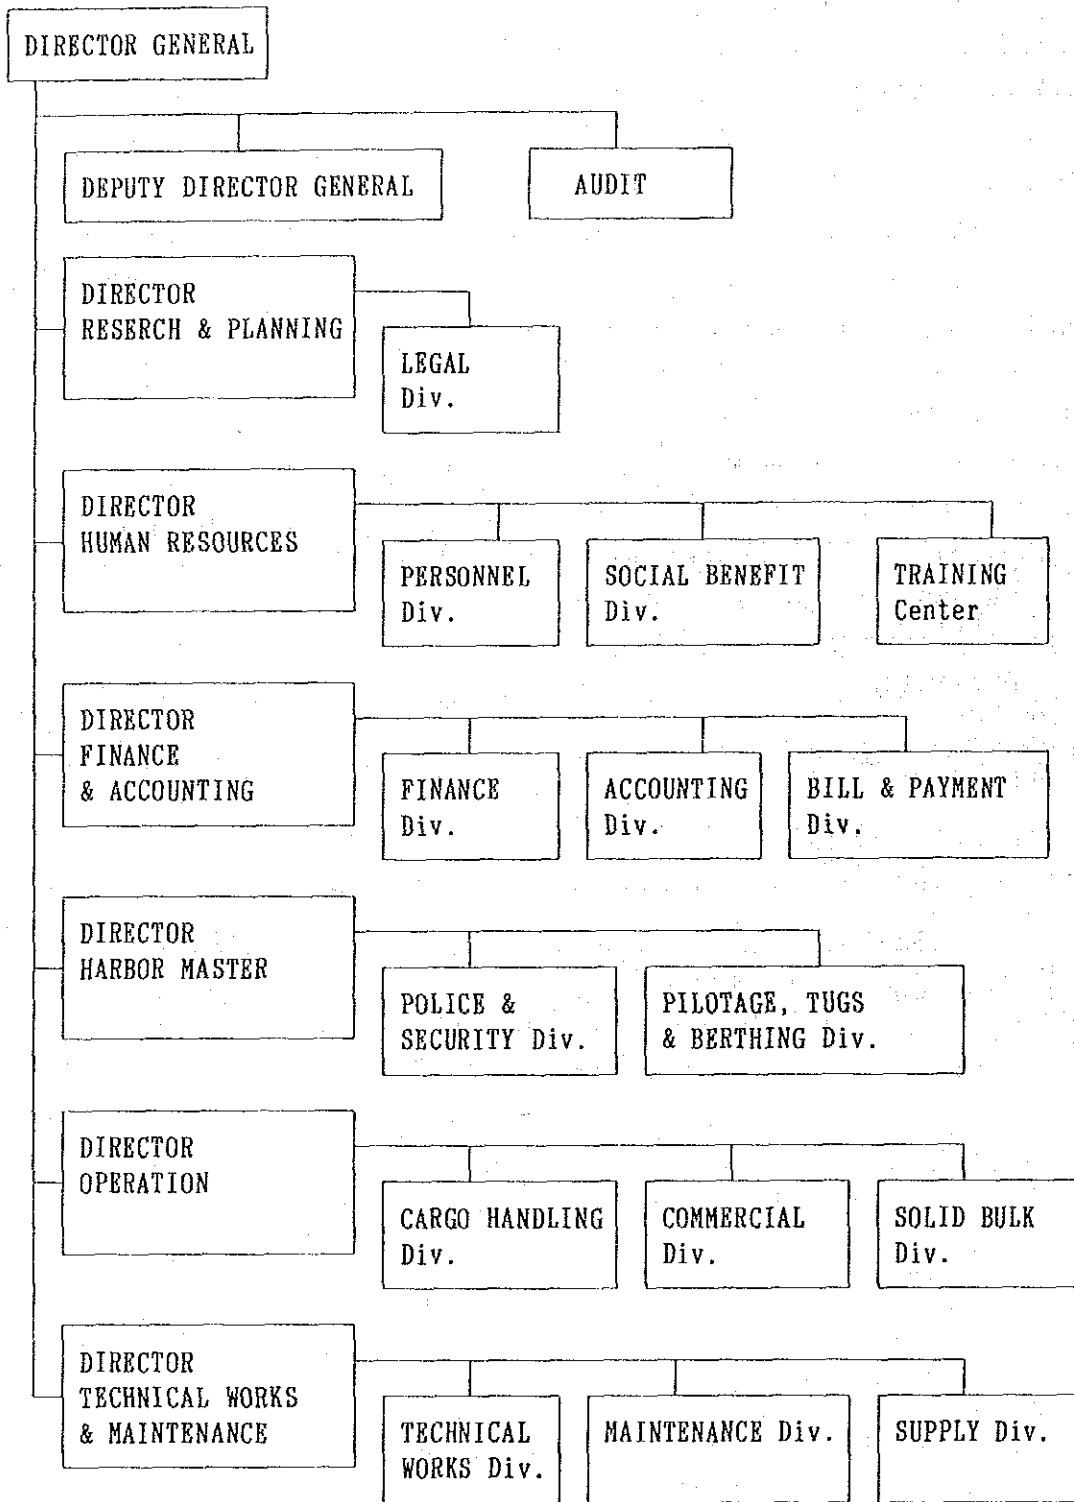 DIRECTOR GENERAL
DEPUTY DIRECTOR GENERAL
AUDIT
DIRECTOR
RESERCH & PLANNING
LEGAL
Div.
DIRECTOR
HUMAN RESOURCES
PERSONNEL
Div.
SOCIAL BENEFIT
Div.
TRAINING
Center
DIRECTOR
FINANCE
& ACCOUNTING
FINANCE
Div.
ACCOUNTING
Div.
BILL & PAYMENT
Div.
DIRECTOR
HARBOR MASTER
POLICE &
SECURITY Div.
PILOTAGE, TUGS
& BERTHING Div.
DIRECTOR
OPERATION
CARGO HANDLING
Div.
COMMERCIAL
Div.
SOLID BULK
Div.
DIRECTOR
TECHNICAL WORKS
& MAINTENANCE
TECHNICAL
WORKS Div.
MAINTENANCE Div.
SUPPLY Div.